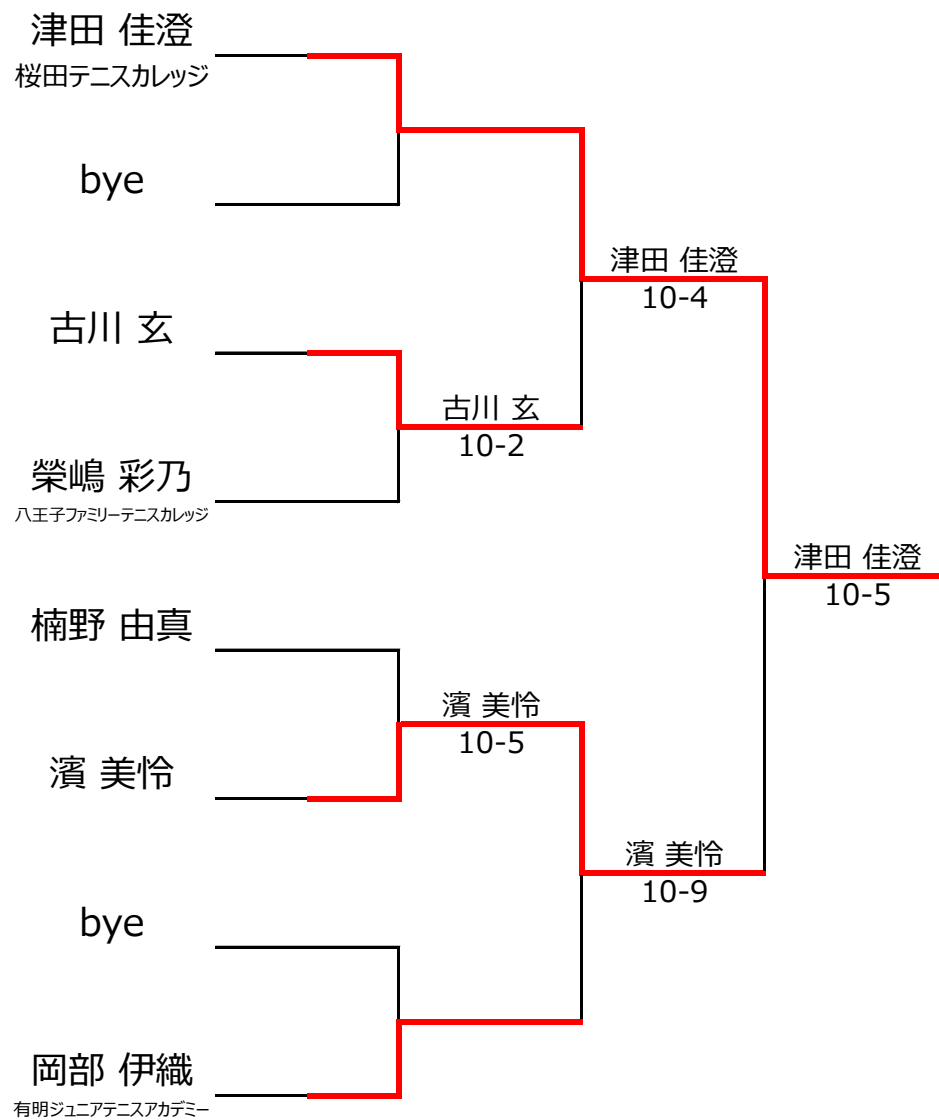 津田 佳澄
桜田テニスカレッジ
bye
津田 佳澄
10-4
古川 玄
古川 玄
10-2
榮嶋 彩乃
八王子ファミリーテニスカレッジ
津田 佳澄
10-5
楠野 由真
濱 美怜
10-5
濱 美怜
濱 美怜
10-9
bye
岡部 伊織
有明ジュニアテニスアカデミー